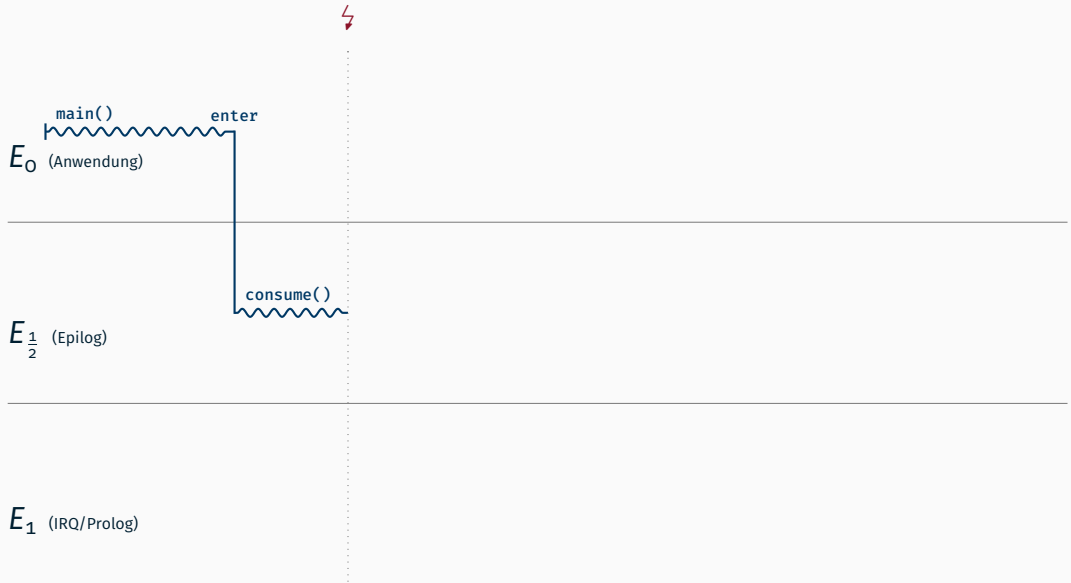 main()
enter
E0 (Anwendung)
consume()
E1/2 (Epilog)
E1 (IRQ/Prolog)